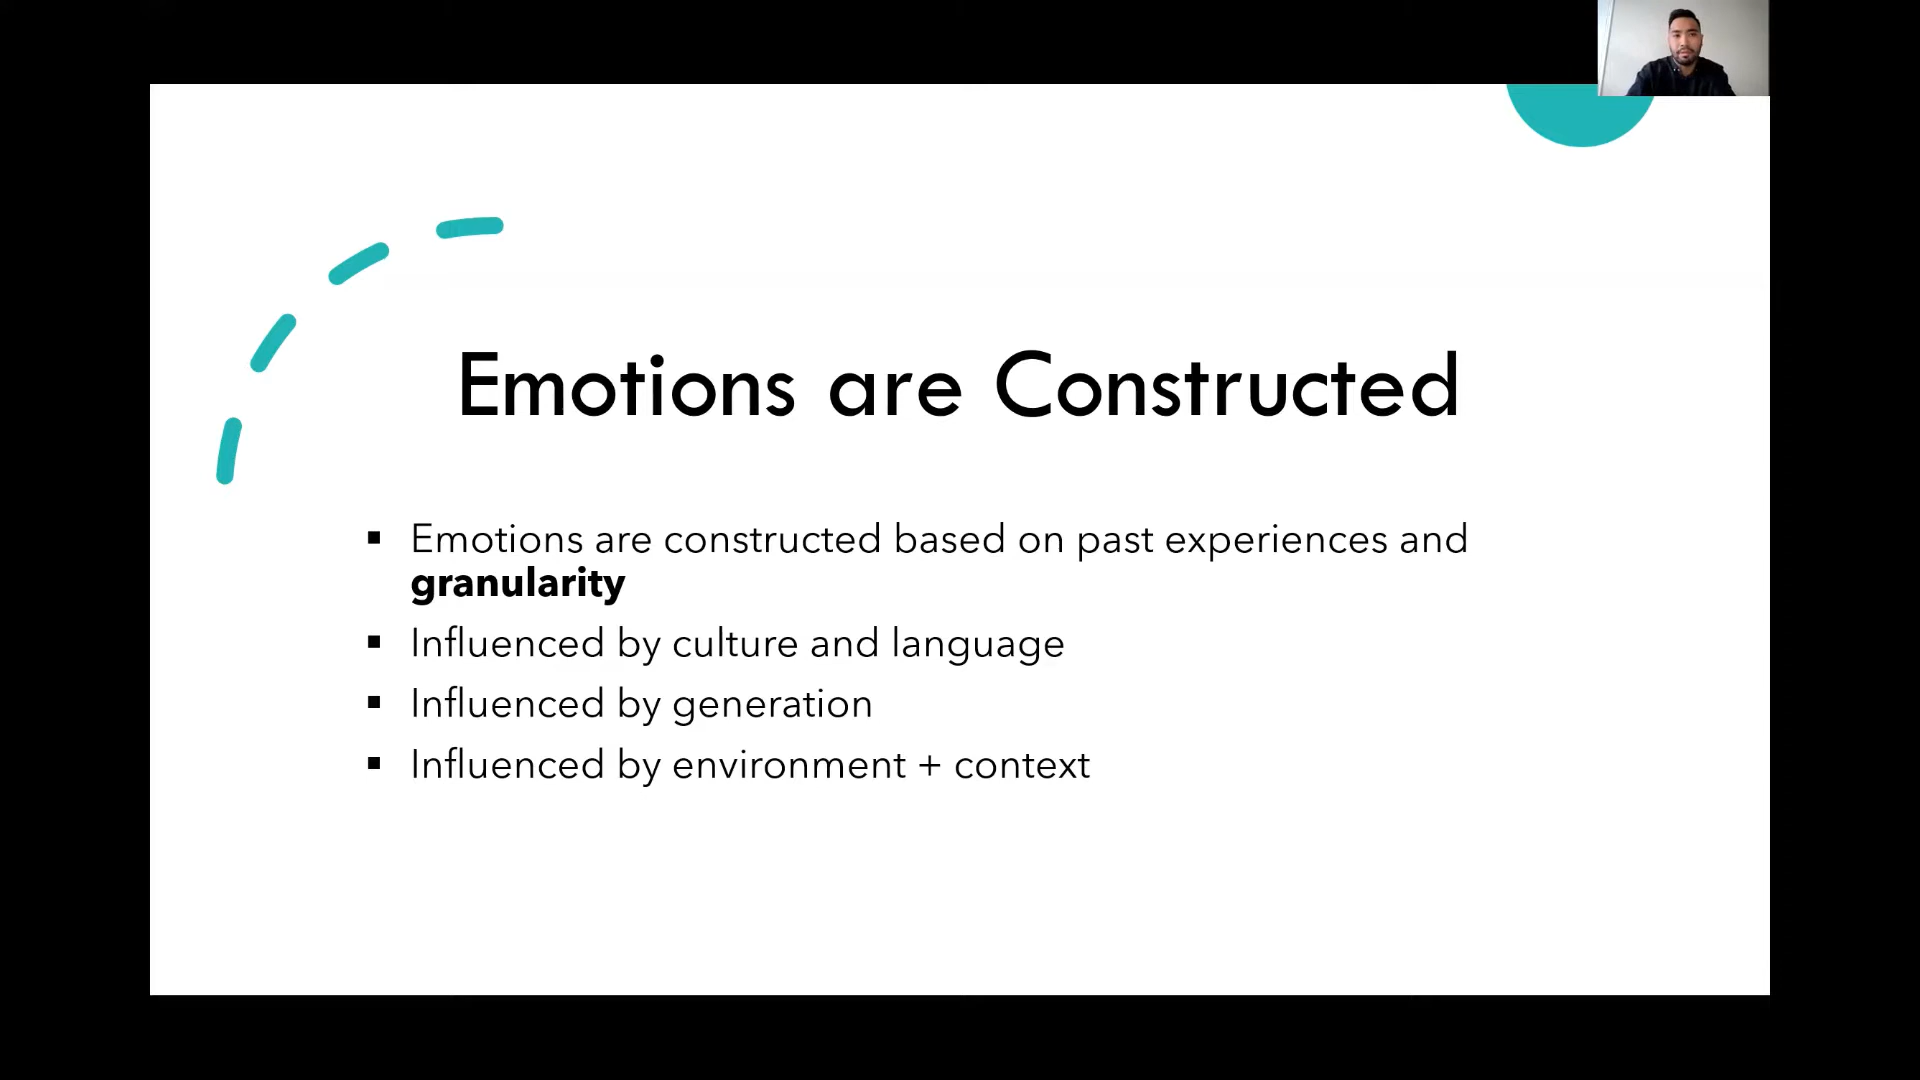 Emotions are Constructed
▪ Emotions are constructed based on past experiences and
granularity
▪ Influenced by culture and language
▪ Influenced by generation
▪ Influenced by environment + context